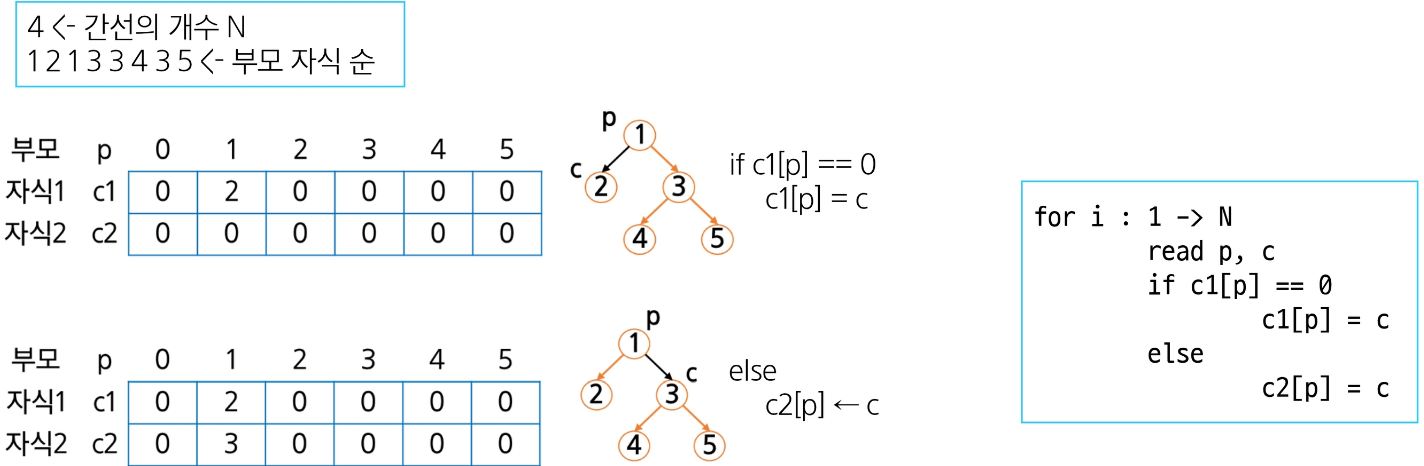 4 <- 간선의 개수 N
1 2 1 3 3 4 3 5 <- 부모 자식 순
부모 p 0 1 2 3 4 5
자식1 c1 0 2 0 0 0 0
자식2 c2 0 0 0 0 0 0
p
1
c
2 3
4 5
if c1[p] == 0
c1[p] = c
부모 p 0 1 2 3 4 5
자식1 c1 0 2 0 0 0 0
자식2 c2 0 3 0 0 0 0
p
1
c
2 3
4 5
else
c2[p] ← c
for i : 1 -> N
read p, c
if c1[p] == 0
c1[p] = c
else
c2[p] = c